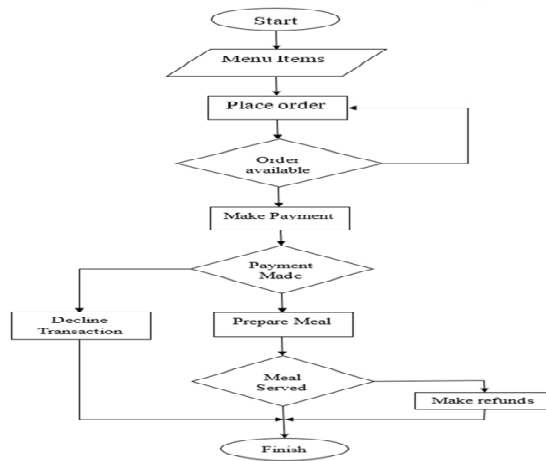 Start
Menu Items
Place order
Order
available
Make Payment
Payment
Made
Decline
Transaction
Prepare Meal
Meal
Served
Make refunds
Finish